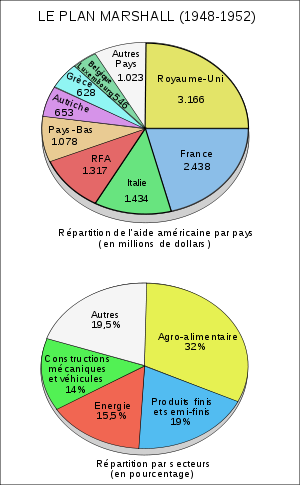 LE PLAN MARSHALL (1948-1952)
Autres
Pays
1.023
Royaume-Uni
3.166
Belgique
Luxembourg 546
Grèce
628
Autriche
653
Pays-Bas
1.078
RFA
1.317
Italie
1.434
France
2.438
Répartition de l'aide américaine par pays
(en millions de dollars)
Autres
19,5%
Agro-alimentaire
32%
Constructions
mécaniques
et véhicules
14%
Energie
15,5%
Produits finis
et semi-finis
19%
Répartition par secteurs
(en pourcentage)